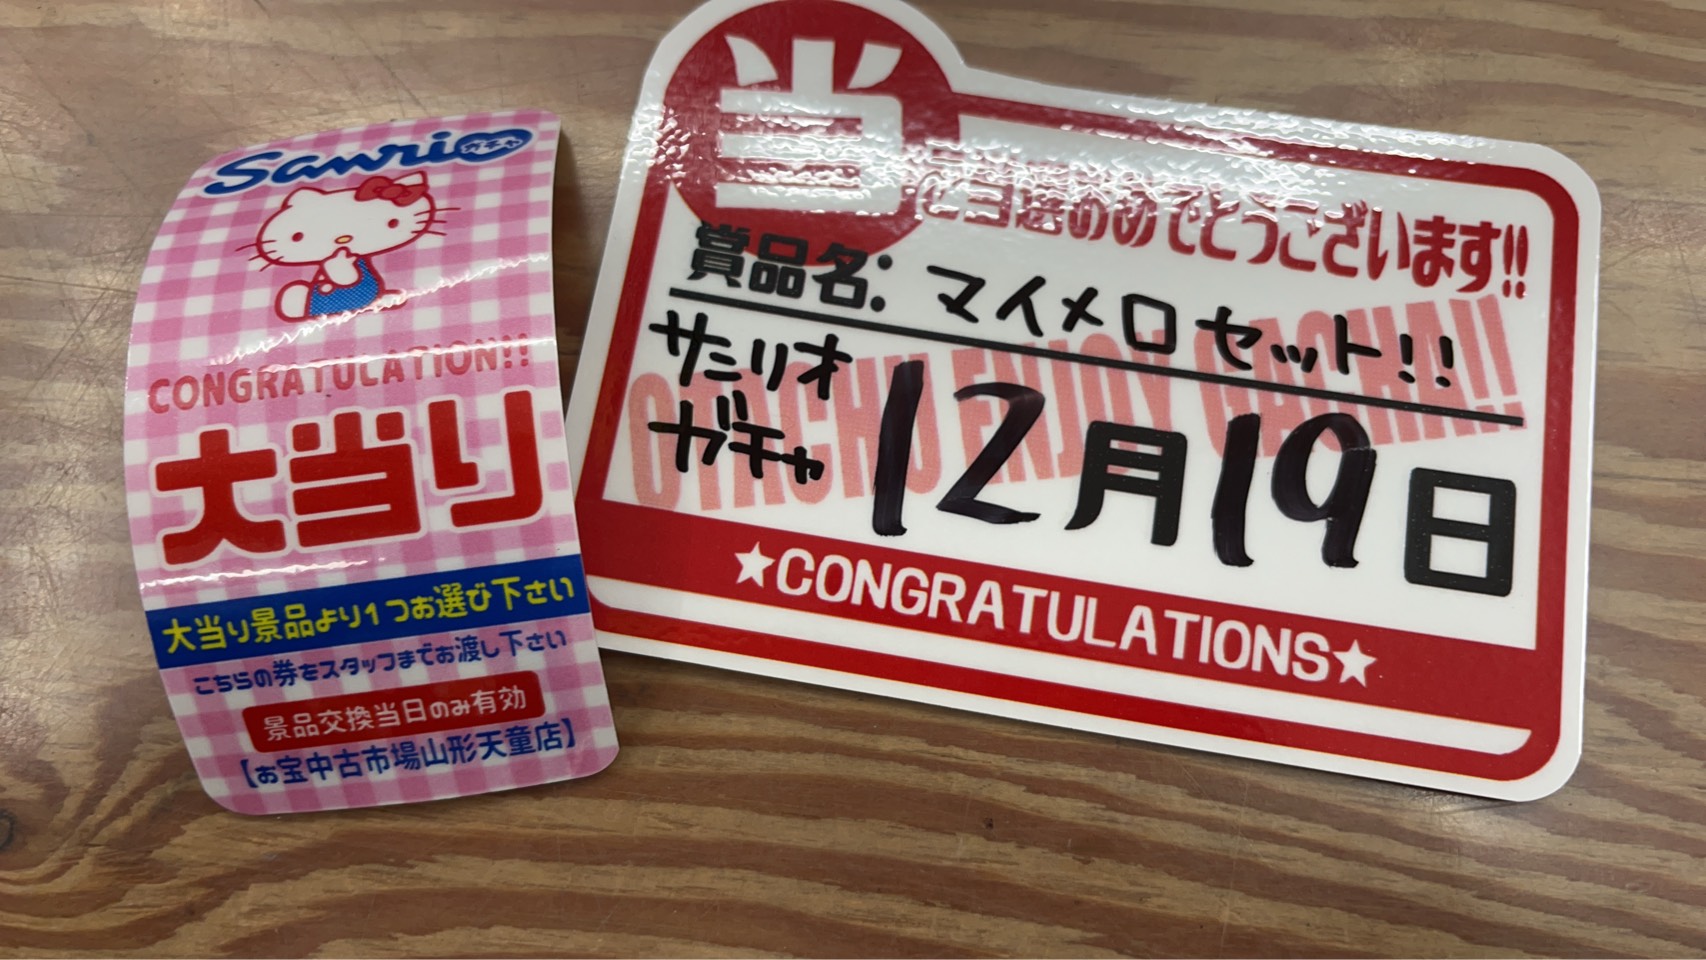 Sanrio ガチャ
CONGRATULATION!!
大当り
大当り景品より1つお選び下さい
こちらの券をスタッフまでお渡し下さい
景品交換当日のみ有効
【お宝中古市場山形天童店】
当
ご当選おめでとうございます!!
賞品名: マイメロセット!!
サンリオ
ガチャ
12月19日
OTACHU ENJOY GACHA!!
★CONGRATULATIONS★